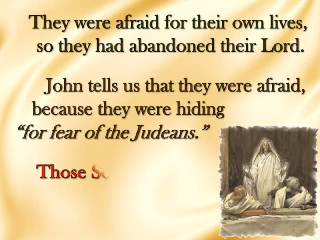 They were afraid for their own lives,
so they had abandoned their Lord.
John tells us that they were afraid,
because they were hiding
“for fear of the Judeans.”
Those